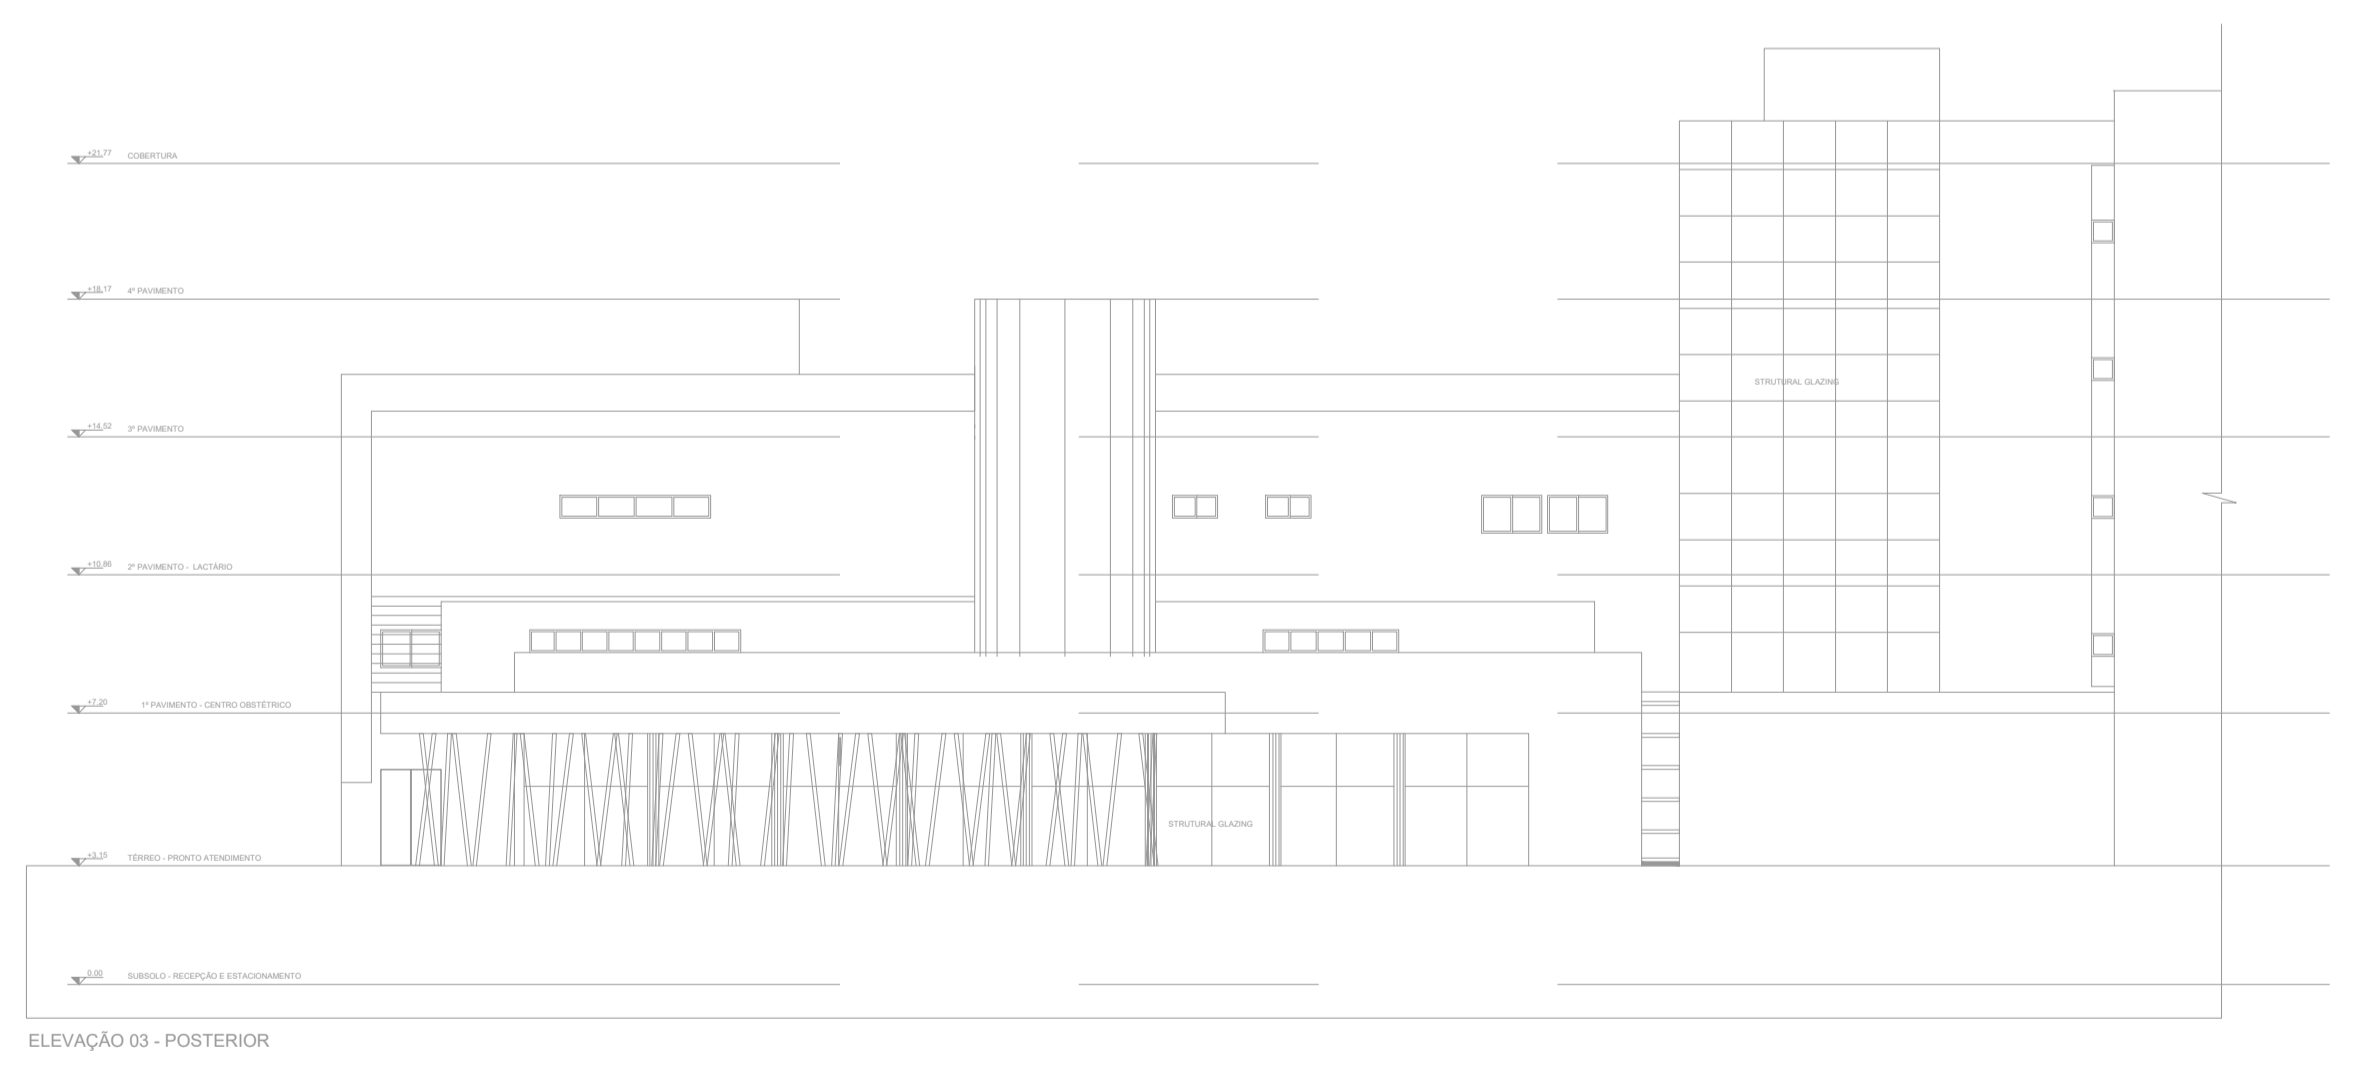 +21,77 COBERTURA
+18,17 4º PAVIMENTO
STRUTURAL GLAZING
+14,52 3º PAVIMENTO
+10,86 2º PAVIMENTO - LACTÁRIO
+7,20 1º PAVIMENTO - CENTRO OBSTÉTRICO
STRUTURAL GLAZING
+3,15 TÉRREO - PRONTO ATENDIMENTO
0.00 SUBSOLO - RECEPÇÃO E ESTACIONAMENTO
ELEVAÇÃO 03 - POSTERIOR